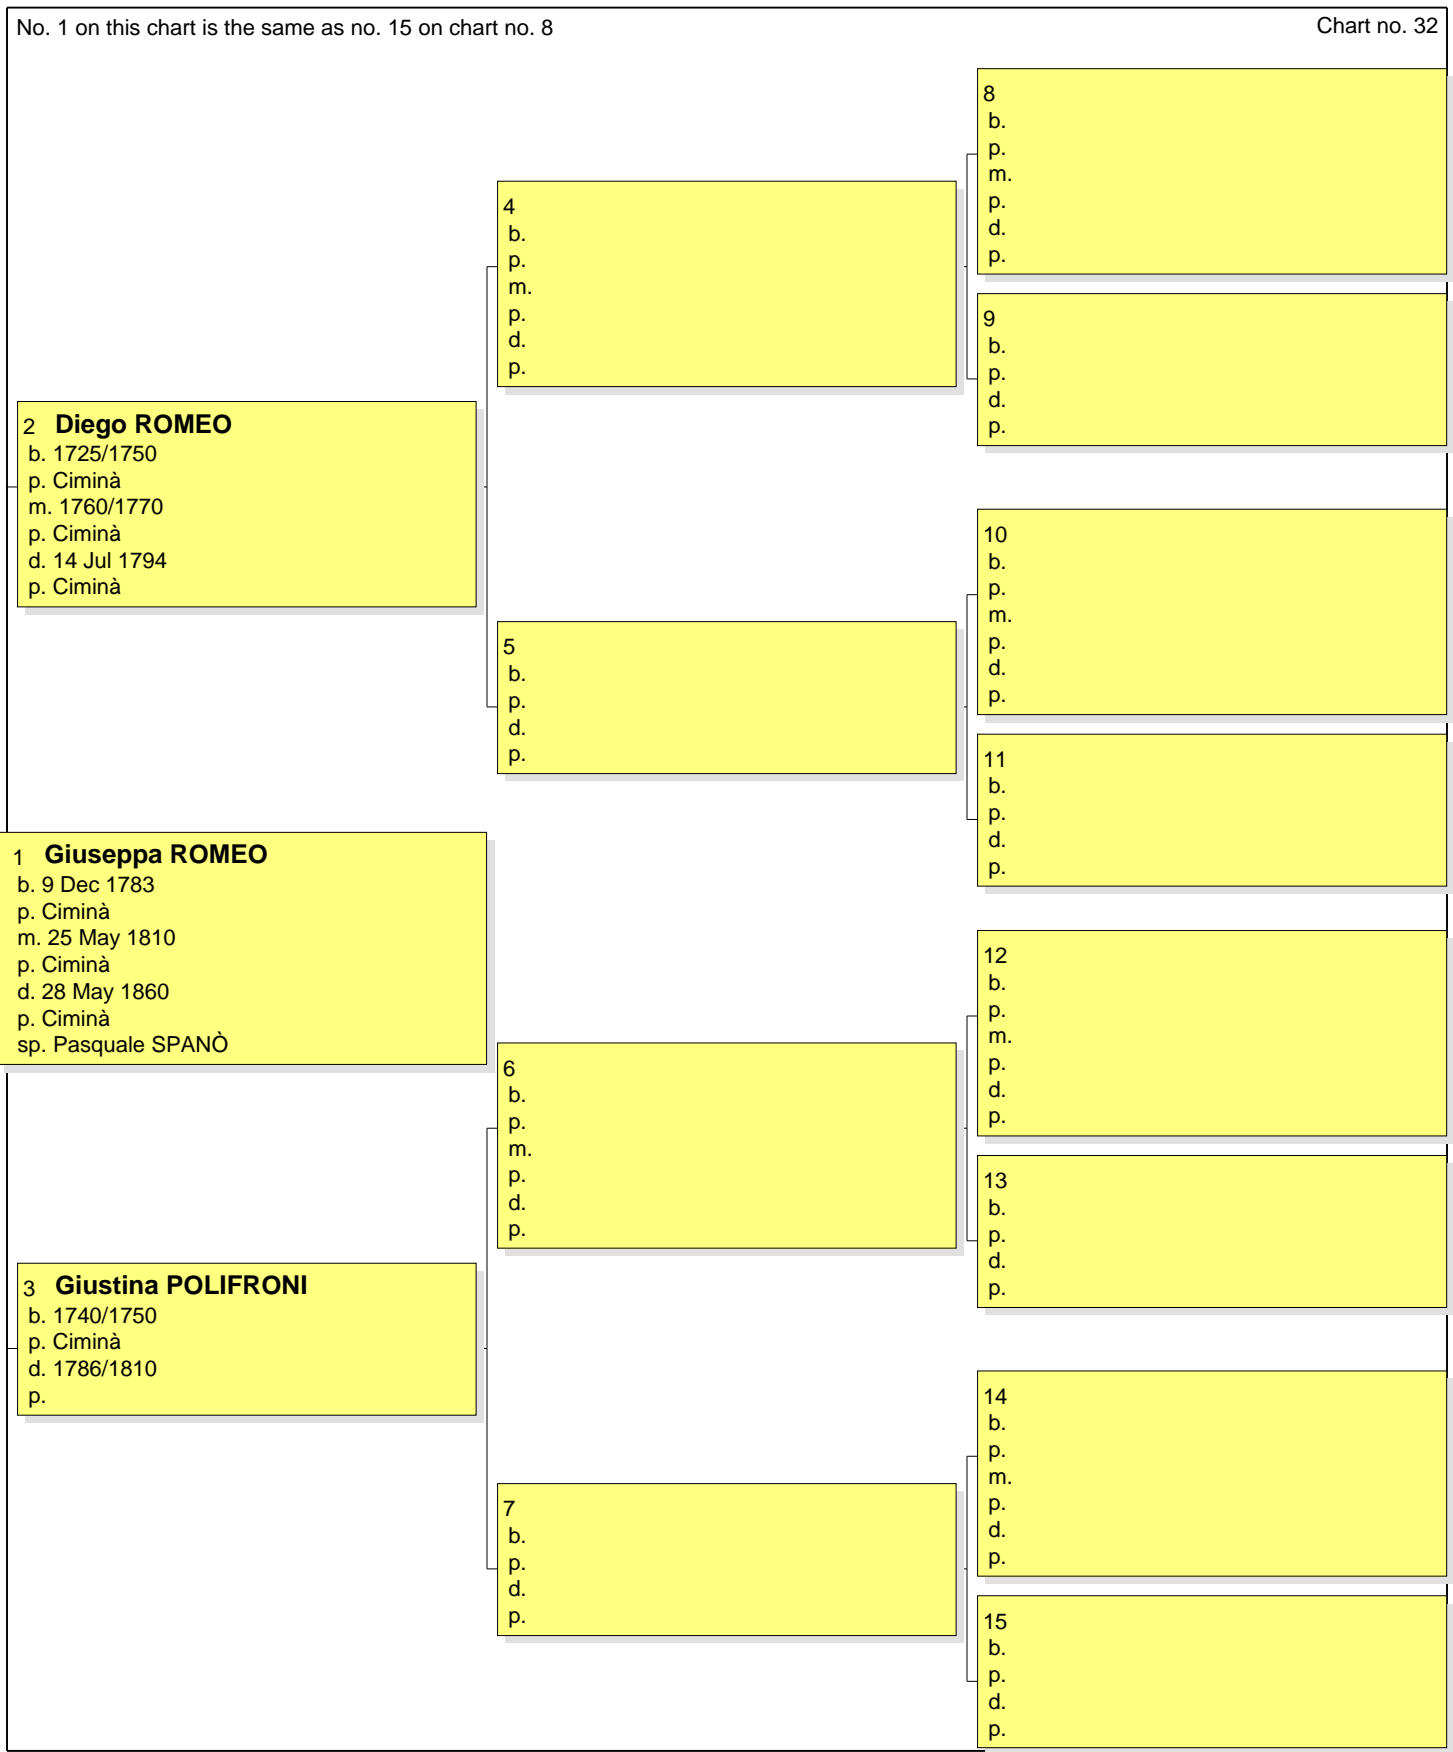 No. 1 on this chart is the same as no. 15 on chart no. 8
Chart no. 32
8
b.
p.
m.
p.
d.
p.
4
b.
p.
m.
p.
d.
p.
9
b.
p.
d.
p.
2 Diego ROMEO
b. 1725/1750
p. Ciminà
m. 1760/1770
p. Ciminà
d. 14 Jul 1794
p. Ciminà
10
b.
p.
m.
p.
d.
p.
5
b.
p.
d.
p.
11
b.
p.
d.
p.
1 Giuseppa ROMEO
b. 9 Dec 1783
p. Ciminà
m. 25 May 1810
p. Ciminà
d. 28 May 1860
p. Ciminà
sp. Pasquale SPANÒ
12
b.
p.
m.
p.
d.
p.
6
b.
p.
m.
p.
d.
p.
13
b.
p.
d.
p.
3 Giustina POLIFRONI
b. 1740/1750
p. Ciminà
d. 1786/1810
p.
14
b.
p.
m.
p.
d.
p.
7
b.
p.
d.
p.
15
b.
p.
d.
p.